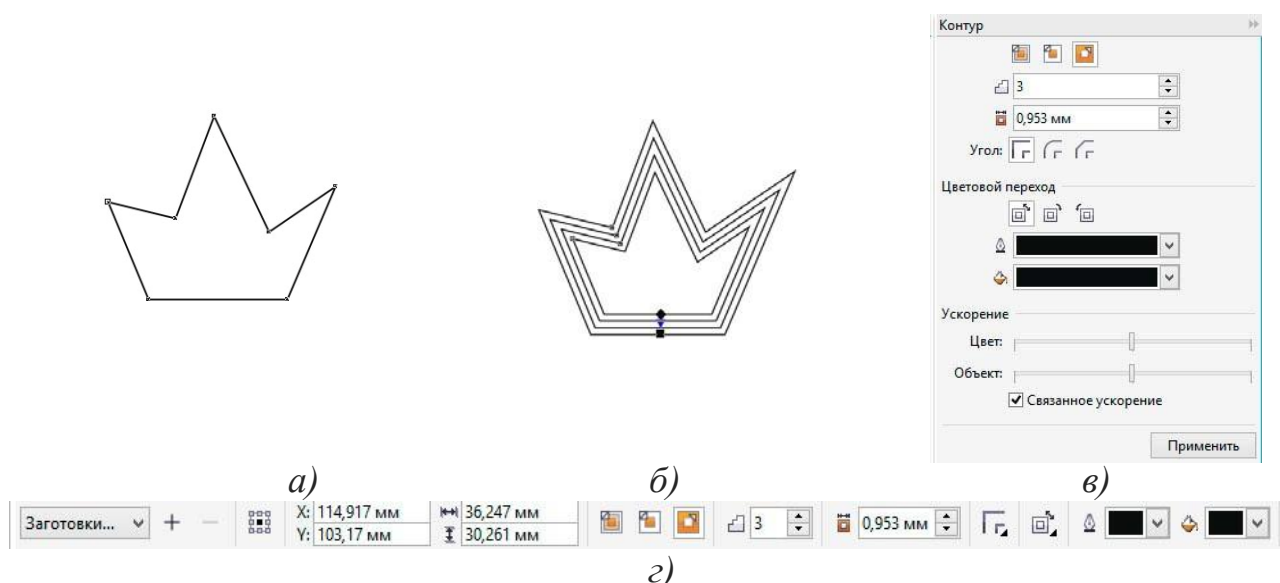 Контур
3
0,953 мм
Угол:
Цветовой переход
Ускорение
Цвет:
Объект:
Связанное ускорение
Применить
а) б) в)
Заготовки... X: 114,917 мм 36,247 мм 3 0,953 мм
Y: 103,17 мм 30,261 мм
г)